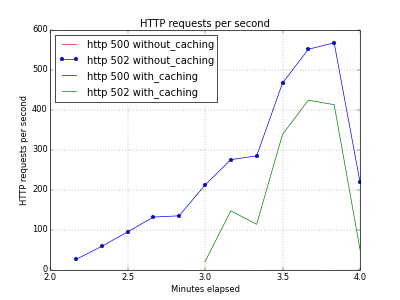 HTTP requests per second
600
500
400
300
200
100
0
HTTP requests per second
http 500 without_caching
http 502 without_caching
http 500 with_caching
http 502 with_caching
2.0
2.5
3.0
3.5
4.0
Minutes elapsed